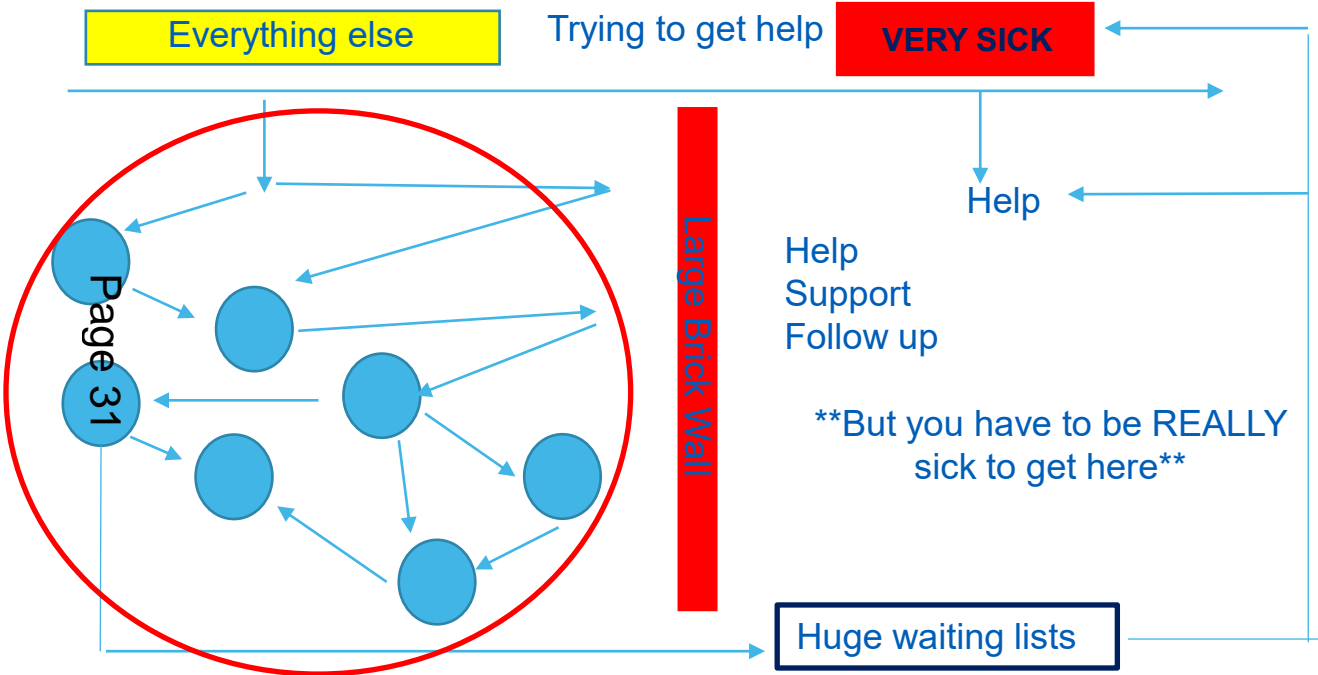 Everything else
Trying to get help
VERY SICK
Help
Help
Support
Follow up
Page 31
Large Brick Wall
**But you have to be REALLY
sick to get here**
Huge waiting lists